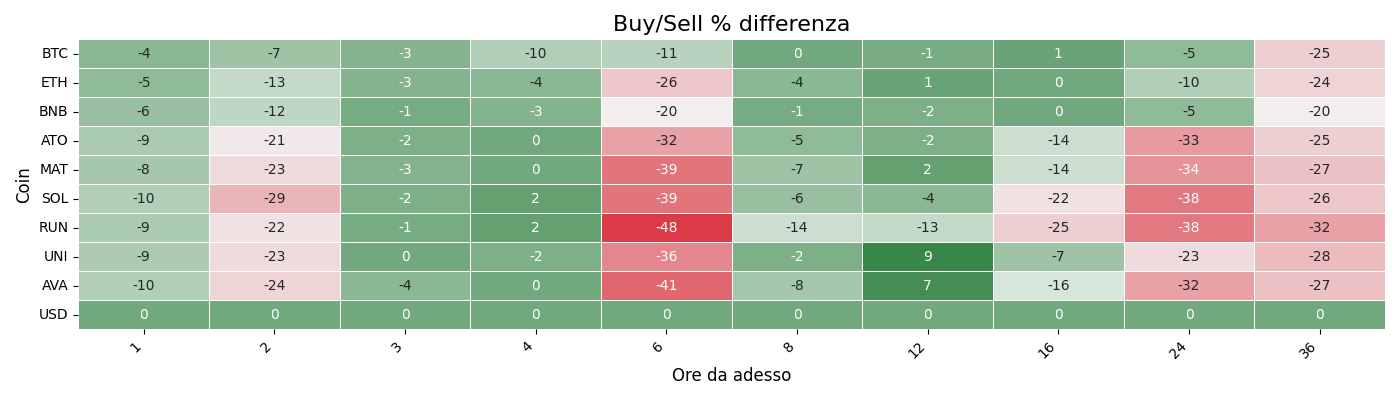 Buy/Sell % differenza
Coin
BTC -4 -7 -3 -10 -11 0 -1 1 -5 -25
ETH -5 -13 -3 -4 -26 -4 1 0 -10 -24
BNB -6 -12 -1 -3 -20 -1 -2 0 -5 -20
ATO -9 -21 -2 0 -32 -5 -2 -14 -33 -25
MAT -8 -23 -3 0 -39 -7 2 -14 -34 -27
SOL -10 -29 -2 2 -39 -6 -4 -22 -38 -26
RUN -9 -22 -1 2 -48 -14 -13 -25 -38 -32
UNI -9 -23 0 -2 -36 -2 9 -7 -23 -28
AVA -10 -24 -4 0 -41 -8 7 -16 -32 -27
USD 0 0 0 0 0 0 0 0 0 0
1 2 3 4 6 8 12 16 24 36
Ore da adesso